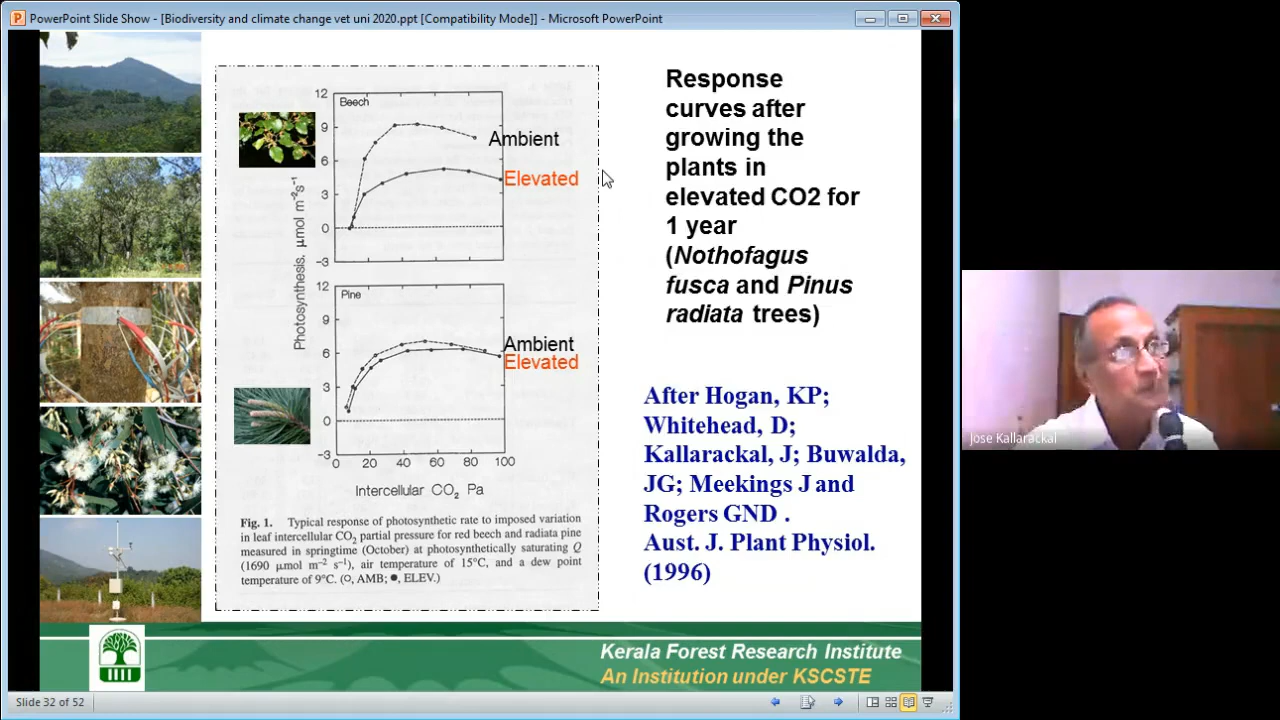 PowerPoint Slide Show - [Biodiversity and climate change vet uni 2020.ppt [Compatibility Mode]] - Microsoft PowerPoint
12
Beech
9
Ambient
6
Elevated
3
0
-3
Photosynthesis, μmol m⁻²s⁻¹
12
Pine
9
Ambient
6
Elevated
3
0
-3
0 20 40 60 80 100
Intercellular CO₂ Pa
Fig. 1. Typical response of photosynthetic rate to imposed variation
in leaf intercellular CO₂ partial pressure for red beech and radiata pine
measured in springtime (October) at photosynthetically saturating Q
(1690 μmol m⁻² s⁻¹), air temperature of 15°C, and a dew point
temperature of 9°C. (○, AMB; ●, ELEV.)
Response
curves after
growing the
plants in
elevated CO2 for
1 year
(Nothofagus
fusca and Pinus
radiata trees)
After Hogan, KP;
Whitehead, D;
Kallarackal, J; Buwalda,
JG; Meekings J and
Rogers GND .
Aust. J. Plant Physiol.
(1996)
Jose Kallarackal
Kerala Forest Research Institute
An Institution under KSCSTE
Slide 32 of 52